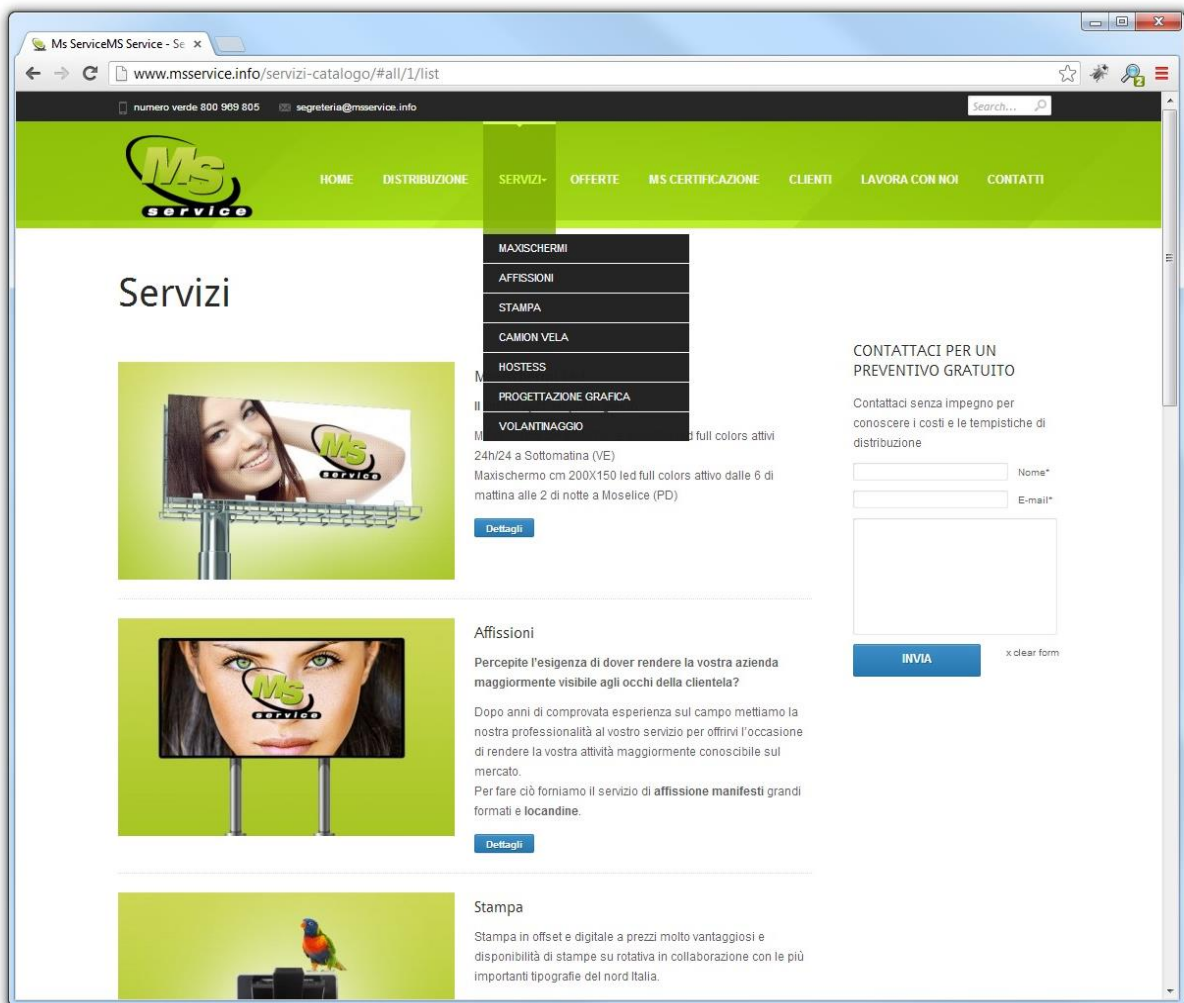 Ms ServiceMS Service - Se
www.msservice.info/servizi-catalogo/#all/1/list
2
numero verde 800 969 805
segreteria@msservice.info
Search...
Ms
service
HOME
DISTRIBUZIONE
SERVIZI
OFFERTE
MS CERTIFICAZIONE
CLIENTI
LAVORA CON NOI
CONTATTI
MAXISCHERMI
AFFISSIONI
STAMPA
CAMION VELA
HOSTESS
PROGETTAZIONE GRAFICA
VOLANTINAGGIO
Servizi
Ms
service
M
Il
M
d full colors attivi
24h/24 a Sottomatina (VE)
Maxischermo cm 200X150 led full colors attivo dalle 6 di
mattina alle 2 di notte a Moselice (PD)
Dettagli
Ms
service
Affissioni
Percepite l'esigenza di dover rendere la vostra azienda
maggiormente visibile agli occhi della clientela?
Dopo anni di comprovata esperienza sul campo mettiamo la
nostra professionalità al vostro servizio per offrirvi l'occasione
di rendere la vostra attività maggiormente conoscibile sul
mercato.
Per fare ciò forniamo il servizio di affissione manifesti grandi
formati e locandine.
Dettagli
Stampa
Stampa in offset e digitale a prezzi molto vantaggiosi e
disponibilità di stampe su rotativa in collaborazione con le più
importanti tipografie del nord Italia.
CONTATTACI PER UN
PREVENTIVO GRATUITO
Contattaci senza impegno per
conoscere i costi e le tempistiche di
distribuzione
Nome*
E-mail*
INVIA
x clear form